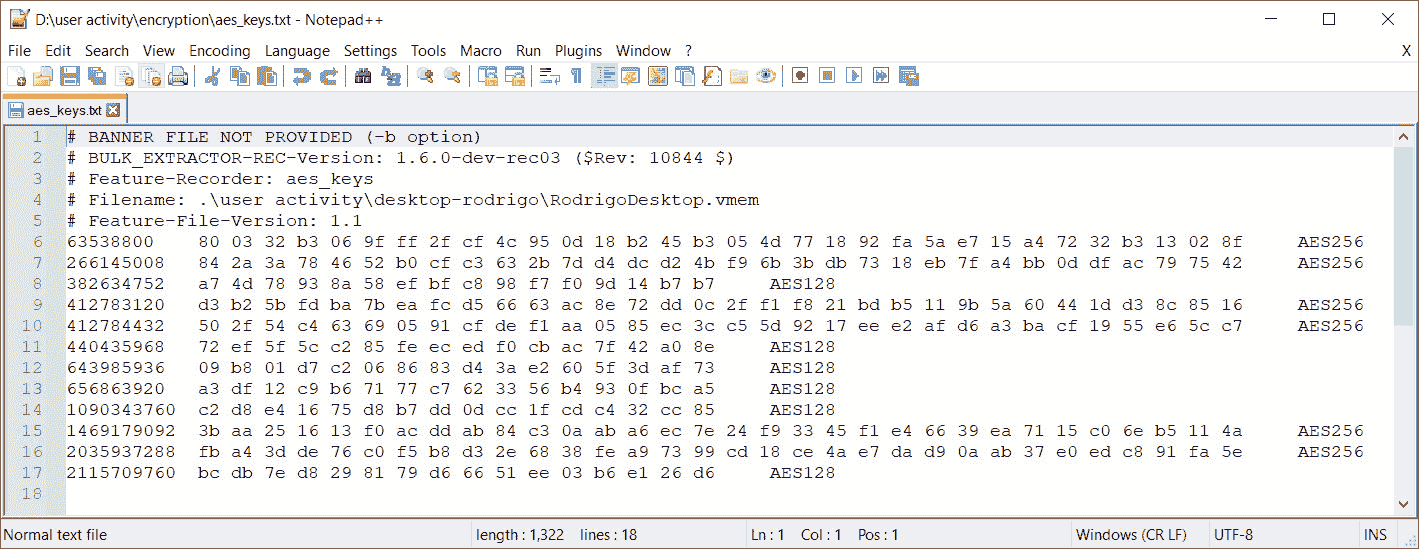 D:\user activity\encryption\aes_keys.txt - Notepad++
File Edit Search View Encoding Language Settings Tools Macro Run Plugins Window ? X
aes_keys.txt
1 # BANNER FILE NOT PROVIDED (-b option)
2 # BULK_EXTRACTOR-REC-Version: 1.6.0-dev-rec03 ($Rev: 10844 $)
3 # Feature-Recorder: aes_keys
4 # Filename: .\user activity\desktop-rodrigo\RodrigoDesktop.vmem
5 # Feature-File-Version: 1.1
6 63538800 80 03 32 b3 06 9f ff 2f cf 4c 95 0d 18 b2 45 b3 05 4d 77 18 92 fa 5a e7 15 a4 72 32 b3 13 02 8f AES256
7 266145008 84 2a 3a 78 46 52 b0 cf c3 63 2b 7d d4 dc d2 4b f9 6b 3b db 73 18 eb 7f a4 bb 0d df ac 79 75 42 AES256
8 382634752 a7 4d 78 93 8a 58 ef bf c8 98 f7 f0 9d 14 b7 b7 AES128
9 412783120 d3 b2 5b fd ba 7b ea fc d5 66 63 ac 8e 72 dd 0c 2f f1 f8 21 bd b5 11 9b 5a 60 44 1d d3 8c 85 16 AES256
10 412784432 50 2f 54 c4 63 69 05 91 cf de f1 aa 05 85 ec 3c c5 5d 92 17 ee e2 af d6 a3 ba cf 19 55 e6 5c c7 AES256
11 440435968 72 ef 5f 5c c2 85 fe ec ed f0 cb ac 7f 42 a0 8e AES128
12 643985936 09 b8 01 d7 c2 06 86 83 d4 3a e2 60 5f 3d af 73 AES128
13 656863920 a3 df 12 c9 b6 71 77 c7 62 33 56 b4 93 0f bc a5 AES128
14 1090343760 c2 d8 e4 16 75 d8 b7 dd 0d cc 1f cd c4 32 cc 85 AES128
15 1469179092 3b aa 25 16 13 f0 ac dd ab 84 c3 0a ab a6 ec 7e 24 f9 33 45 f1 e4 66 39 ea 71 15 c0 6e b5 11 4a AES256
16 2035937288 fb a4 3d de 76 c0 f5 b8 d3 2e 68 38 fe a9 73 99 cd 18 ce 4a e7 da d9 0a ab 37 e0 ed c8 91 fa 5e AES256
17 2115709760 bc db 7e d8 29 81 79 d6 66 51 ee 03 b6 e1 26 d6 AES128
18
Normal text file length : 1,322 lines : 18 Ln : 1 Col : 1 Pos : 1 Windows (CR LF) UTF-8 INS